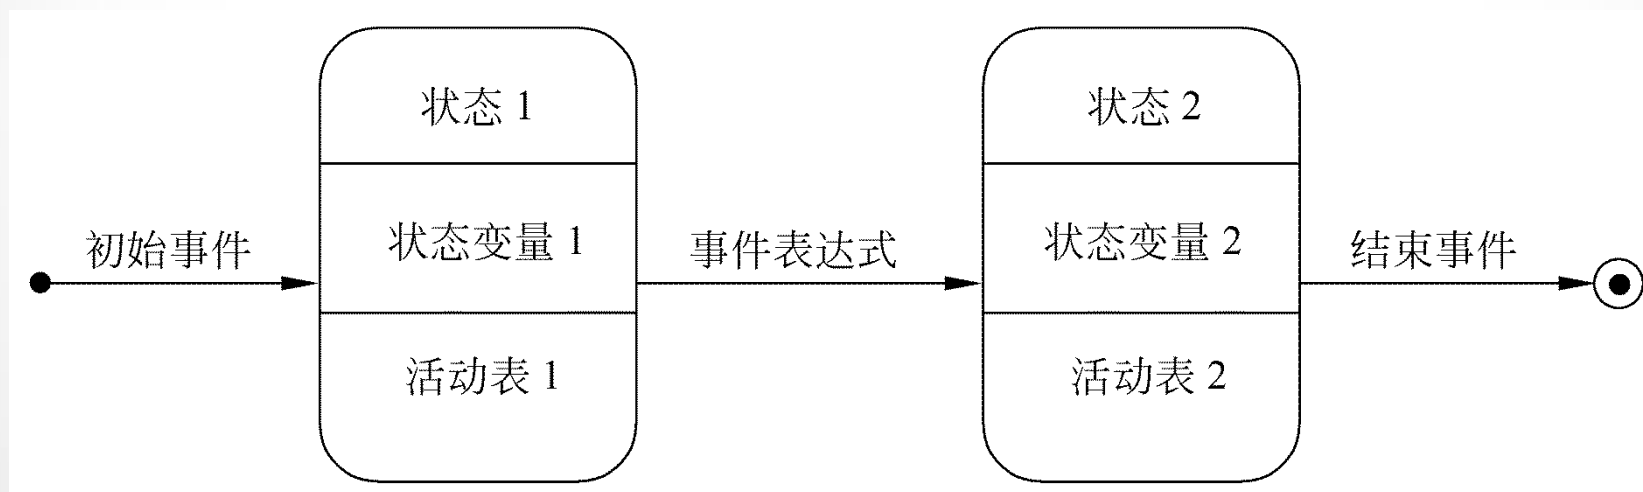 状态 1
状态 2
初始事件
状态变量 1
事件表达式
状态变量 2
结束事件
活动表 1
活动表 2